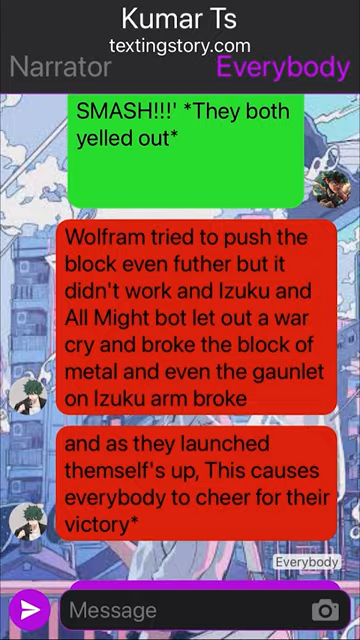 Kumar Ts
textingstory.com
Narrator
Everybody
SMASH!!!' *They both
yelled out*
Wolfram tried to push the
block even futher but it
didn't work and Izuku and
All Might bot let out a war
cry and broke the block of
metal and even the gaunlet
on Izuku arm broke
and as they launched
themself's up, This causes
everybody to cheer for their
victory*
Everybody
Message